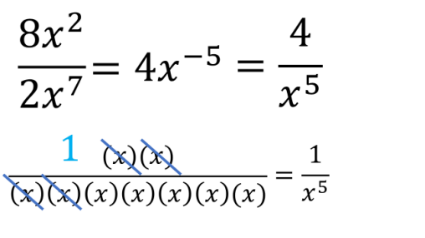 8x²/2x⁷ = 4x⁻⁵ = 4/x⁵
1 (x)(x)/(x)(x)(x)(x)(x)(x)(x) = 1/x⁵